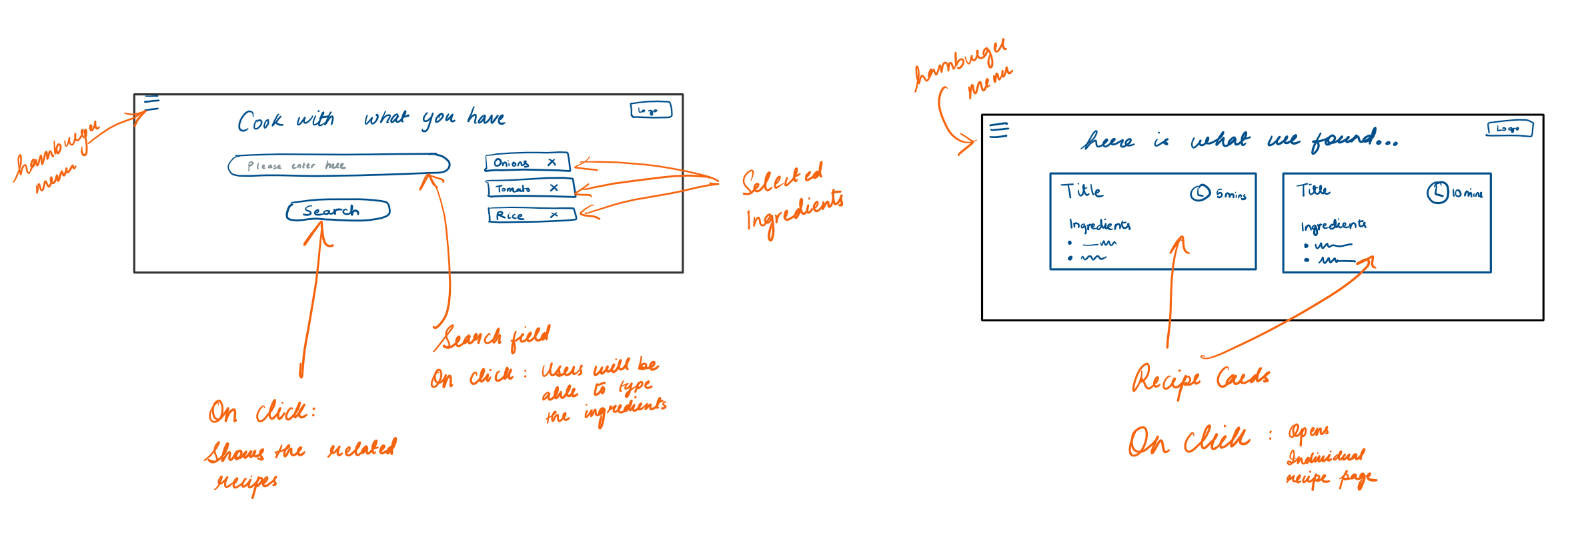 hamburger
menu
Cook with what you have
Logo
Please enter here
Search
Onions x
Tomato x
Rice x
Selected
Ingredients
Search field
On click: Users will be
able to type
the ingredients
On click:
Shows the related
recipes
hamburger
menu
here is what we found...
Logo
Title
5 mins
Ingredients
Title
10 mins
Ingredients
Recipe Cards
On click : Opens
Individual
recipe page